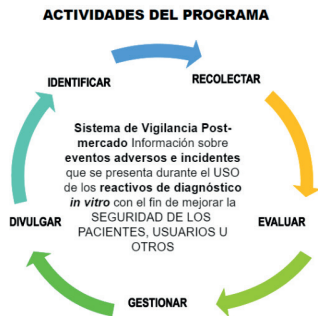 ACTIVIDADES DEL PROGRAMA
IDENTIFICAR
RECOLECTAR
Sistema de Vigilancia Post-
mercado Información sobre
eventos adversos e incidentes
que se presenta durante el USO
de los reactivos de diagnóstico
in vitro con el fin de mejorar la
SEGURIDAD DE LOS
PACIENTES, USUARIOS U
OTROS
DIVULGAR
EVALUAR
GESTIONAR